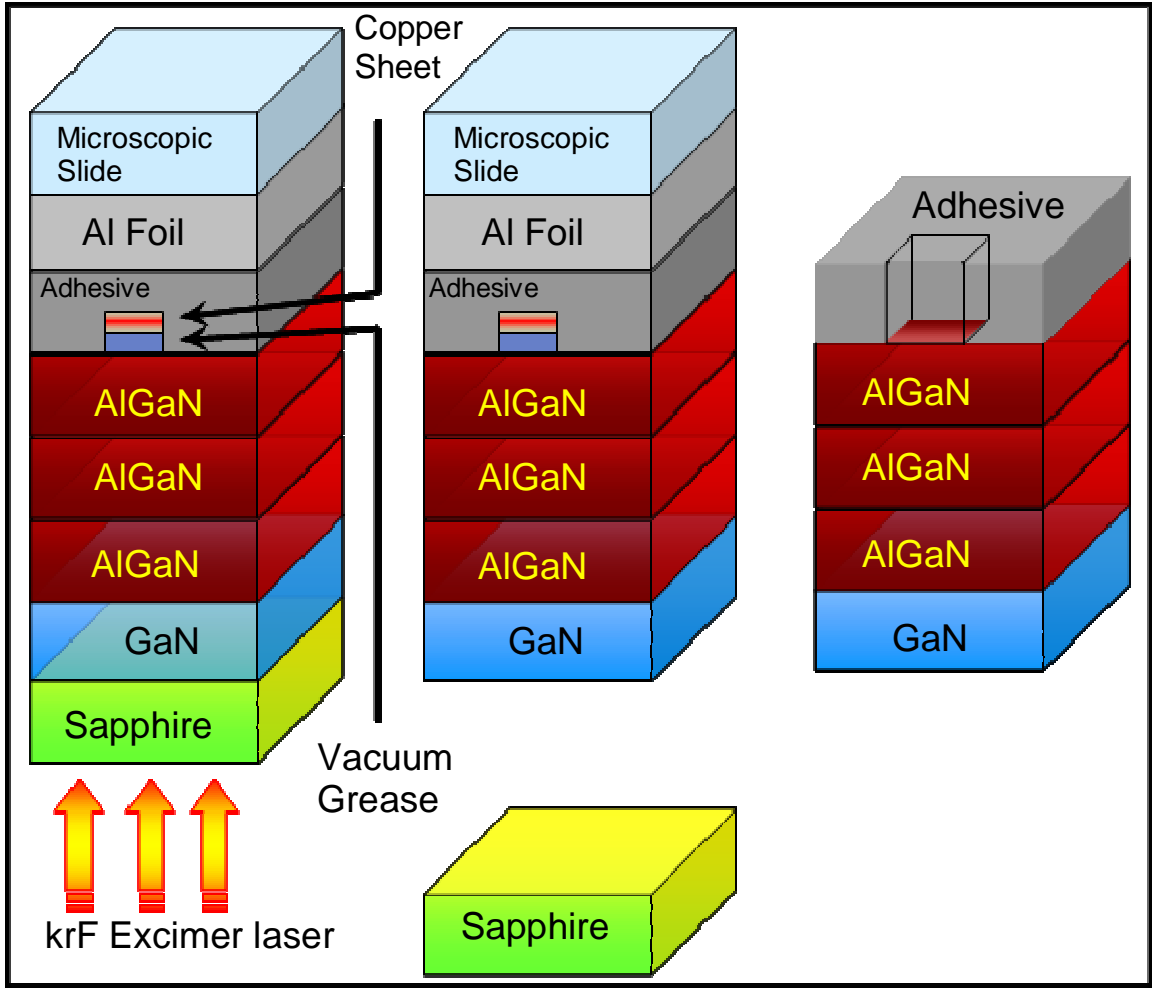 Copper
Sheet
Microscopic
Slide
Al Foil
Adhesive
AlGaN
AlGaN
AlGaN
GaN
Sapphire
krF Excimer laser
Vacuum
Grease
Microscopic
Slide
Al Foil
Adhesive
AlGaN
AlGaN
AlGaN
GaN
Sapphire
Adhesive
AlGaN
AlGaN
AlGaN
GaN